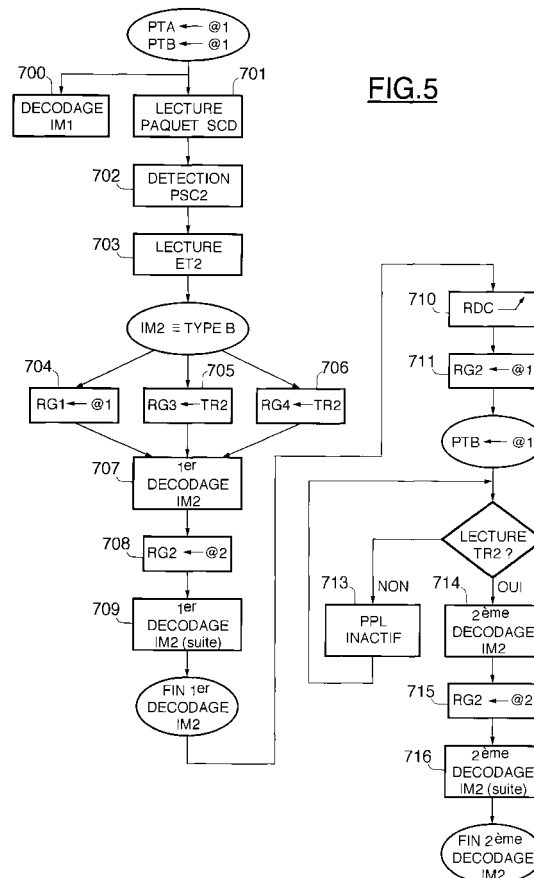 PTA ← @1
PTB ← @1
FIG.5
700
DECODAGE
IM1
701
LECTURE
PAQUET SCD
702
DETECTION
PSC2
703
LECTURE
ET2
IM2 ≡ TYPE B
704
RG1 ← @1
705
RG3 ← TR2
706
RG4 ← TR2
707
1er
DECODAGE
IM2
708
RG2 ← @2
709
1er
DECODAGE
IM2 (suite)
FIN 1er
DECODAGE
IM2
710
RDC
711
RG2 ← @1
PTB ← @1
LECTURE
TR2 ?
NON
OUI
713
PPL
INACTIF
714
2ème
DECODAGE
IM2
715
RG2 ← @2
716
2ème
DECODAGE
IM2 (suite)
FIN 2ème
DECODAGE
IM2